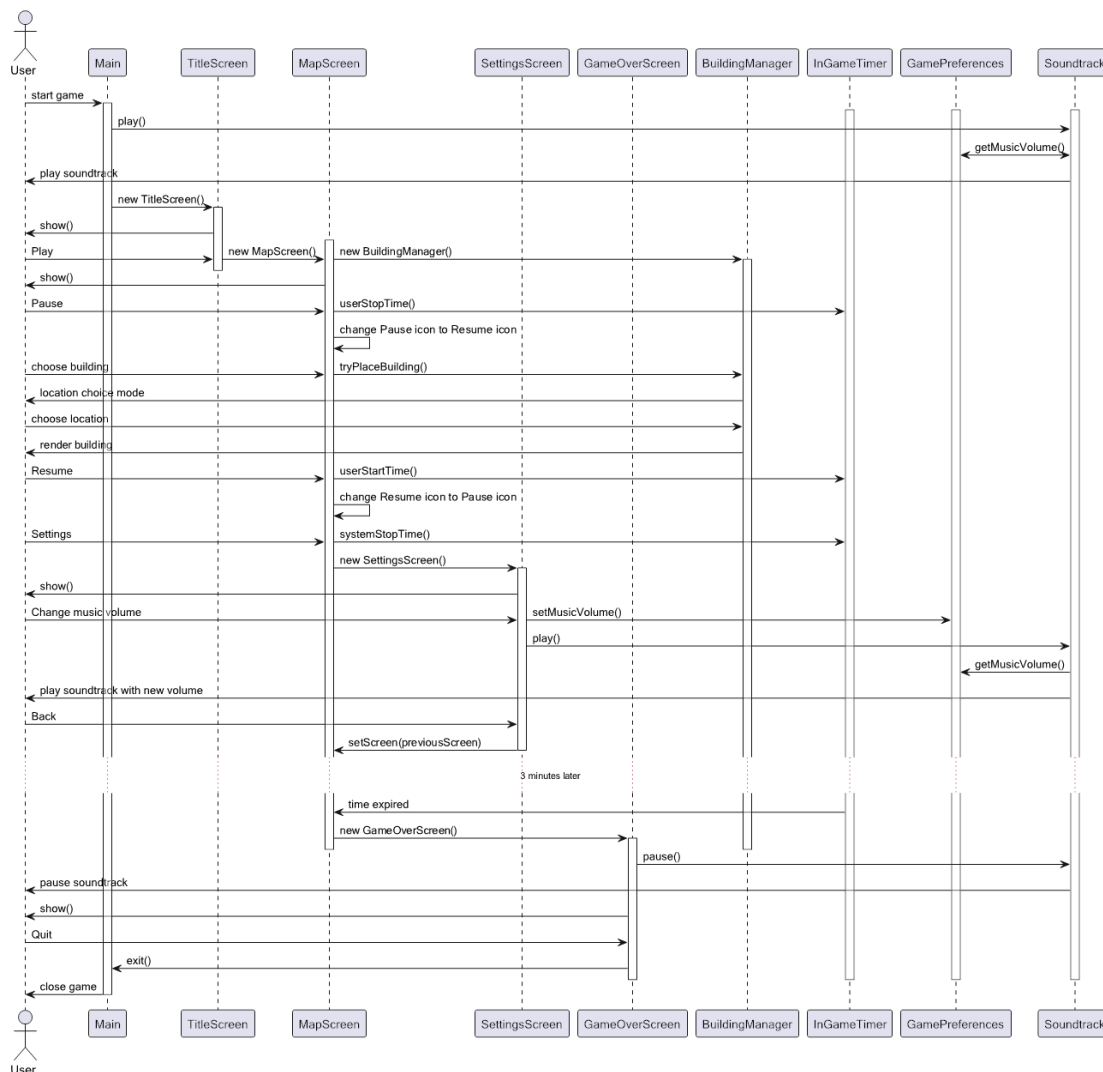 User
Main
TitleScreen
MapScreen
SettingsScreen
GameOverScreen
BuildingManager
InGameTimer
GamePreferences
Soundtrack
start game
play()
getMusicVolume()
play soundtrack
new TitleScreen()
show()
Play
new MapScreen()
new BuildingManager()
show()
Pause
userStopTime()
change Pause icon to Resume icon
choose building
tryPlaceBuilding()
location choice mode
choose location
render building
Resume
userStartTime()
change Resume icon to Pause icon
Settings
systemStopTime()
new SettingsScreen()
show()
Change music volume
setMusicVolume()
play()
getMusicVolume()
play soundtrack with new volume
Back
setScreen(previousScreen)
3 minutes later
time expired
new GameOverScreen()
pause()
pause soundtrack
show()
Quit
exit()
close game
User
Main
TitleScreen
MapScreen
SettingsScreen
GameOverScreen
BuildingManager
InGameTimer
GamePreferences
Soundtrack